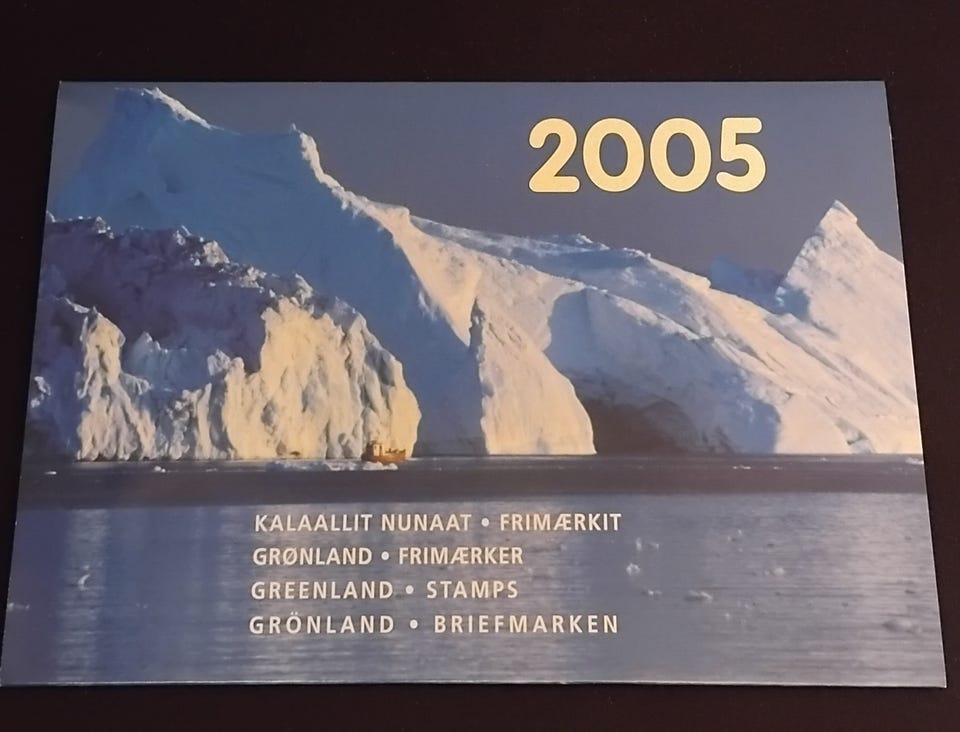 2005
KALAALLIT NUNAAT • FRIMÆRKIT
GRØNLAND • FRIMÆRKER
GREENLAND • STAMPS
GRÖNLAND • BRIEFMARKEN